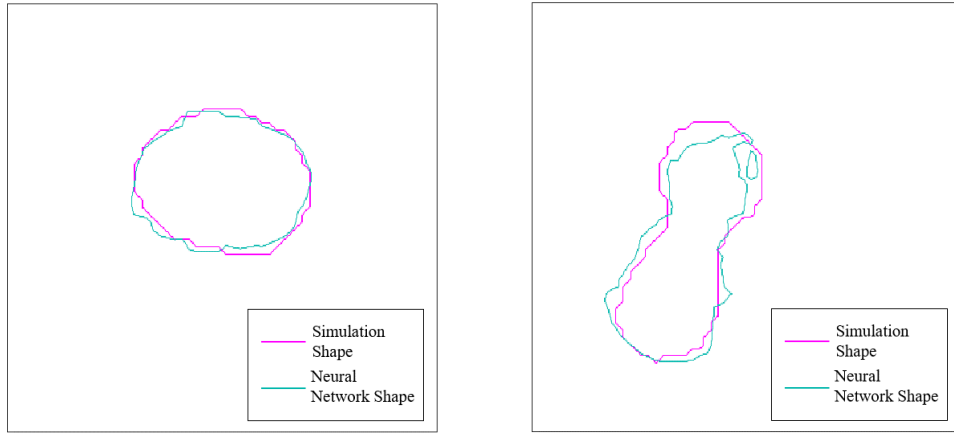 Simulation
Shape
Neural
Network Shape
Simulation
Shape
Neural
Network Shape